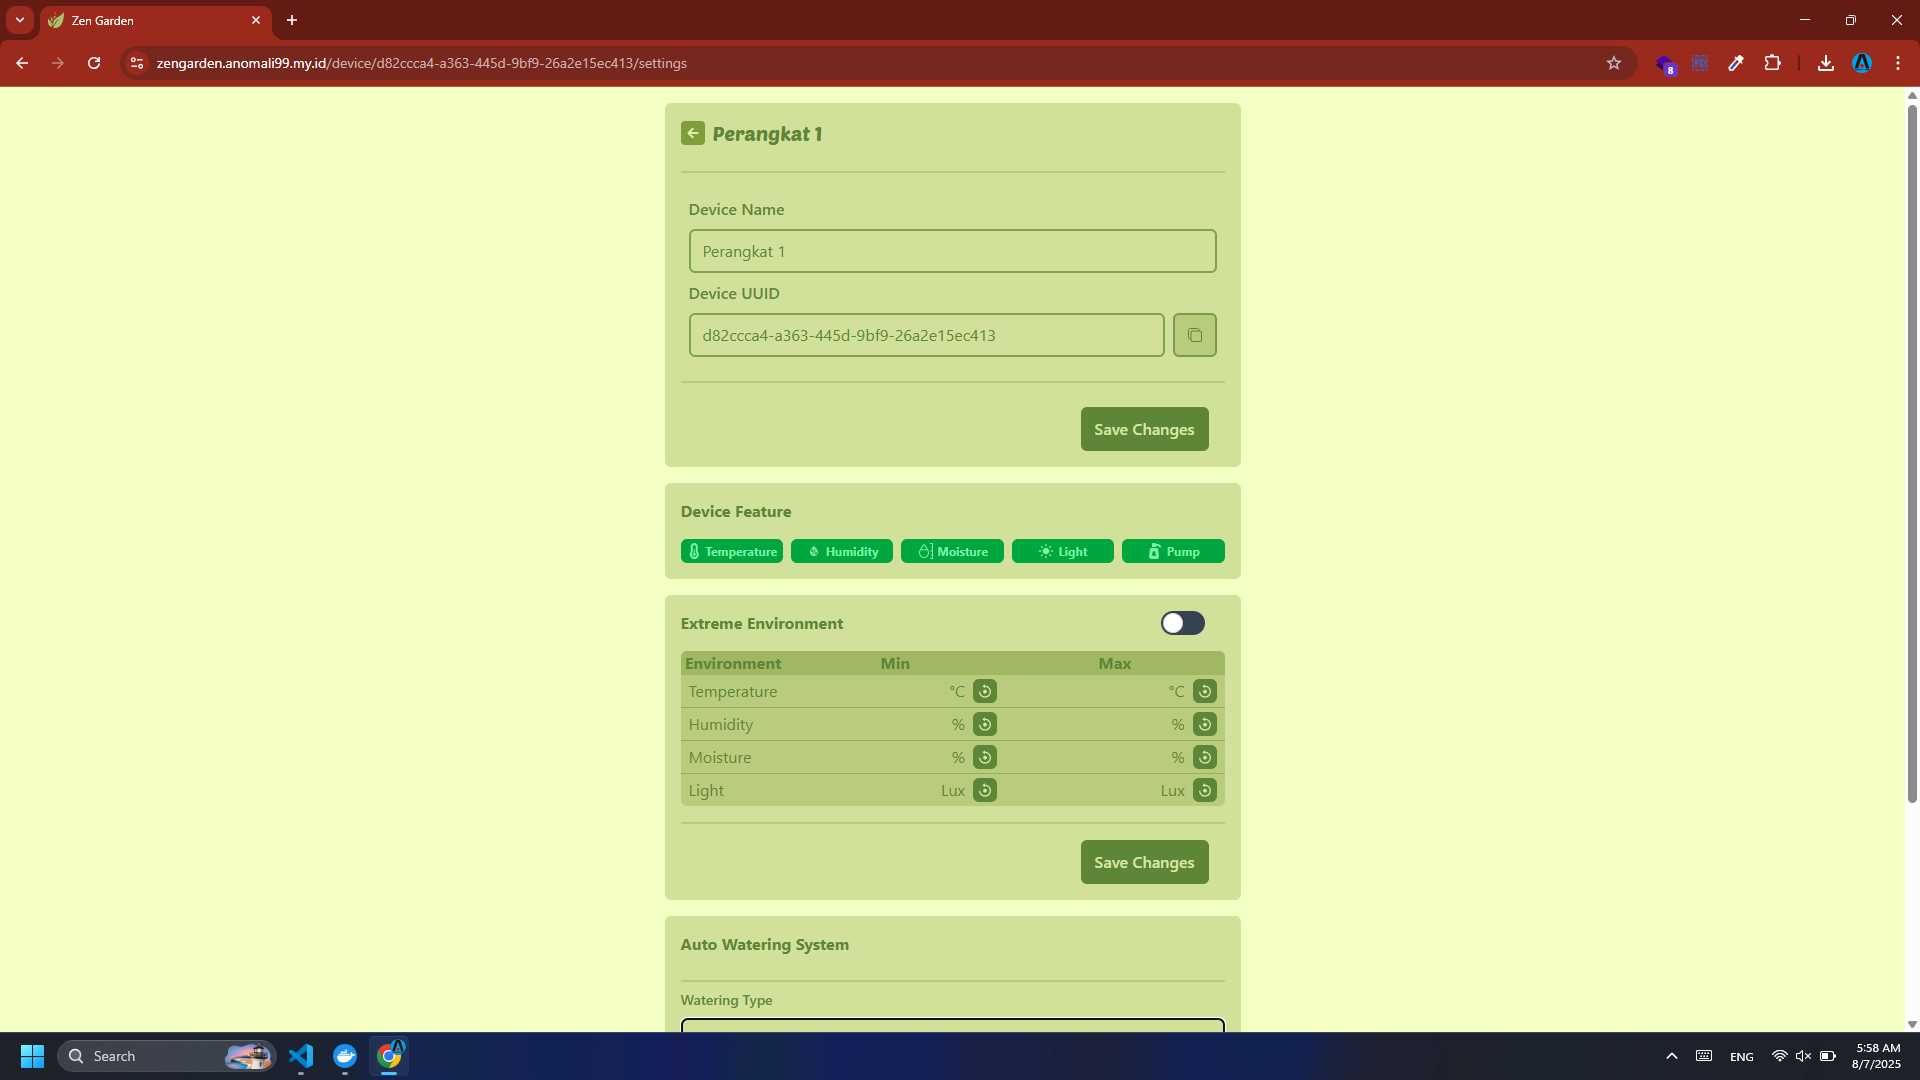 Zen Garden
zengarden.anomali99.my.id/device/d82ccca4-a363-445d-9bf9-26a2e15ec413/settings
8
Perangkat 1
Device Name
Perangkat 1
Device UUID
d82ccca4-a363-445d-9bf9-26a2e15ec413
Save Changes
Device Feature
Temperature Humidity Moisture Light Pump
Extreme Environment
Environment Min Max
Temperature °C °C
Humidity % %
Moisture % %
Light Lux Lux
Save Changes
Auto Watering System
Watering Type
Search
ENG
5:58 AM
8/7/2025